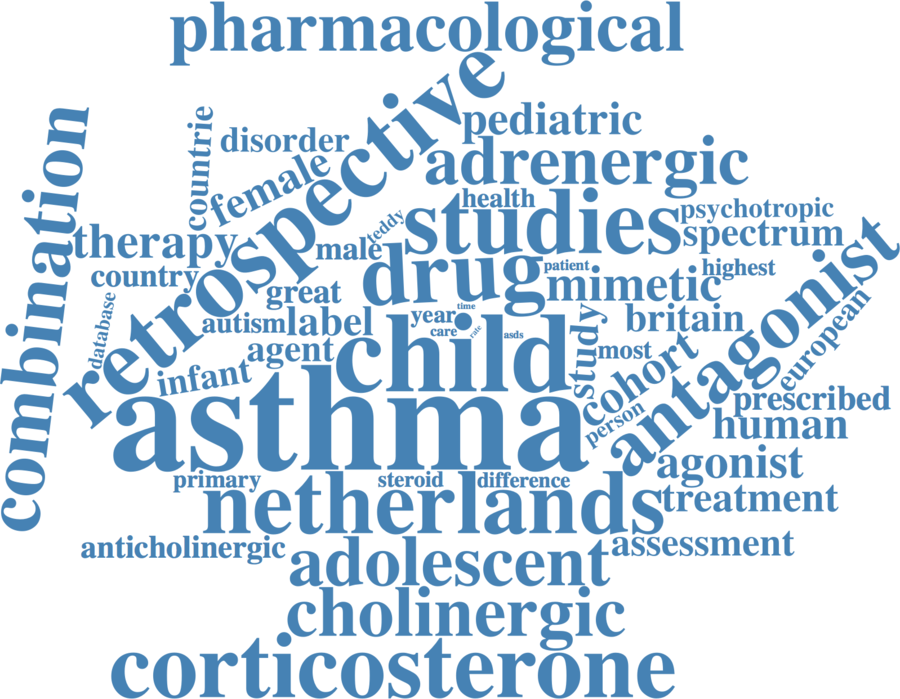 pharmacological
retrospective
combination
countrie
disorder
pediatric
female
adrenergic
health
teddy
studies
psychotropic
therapy
male
spectrum
antagonist
country
drug
patient
highest
mimetic
great
database
time
year
autism
label
care
rate
asds
britain
european
agent
child
study
most
cohort
infant
asthma
person
prescribed
human
agonist
primary
steroid
difference
netherlands
treatment
anticholinergic
assessment
adolescent
cholinergic
corticosterone